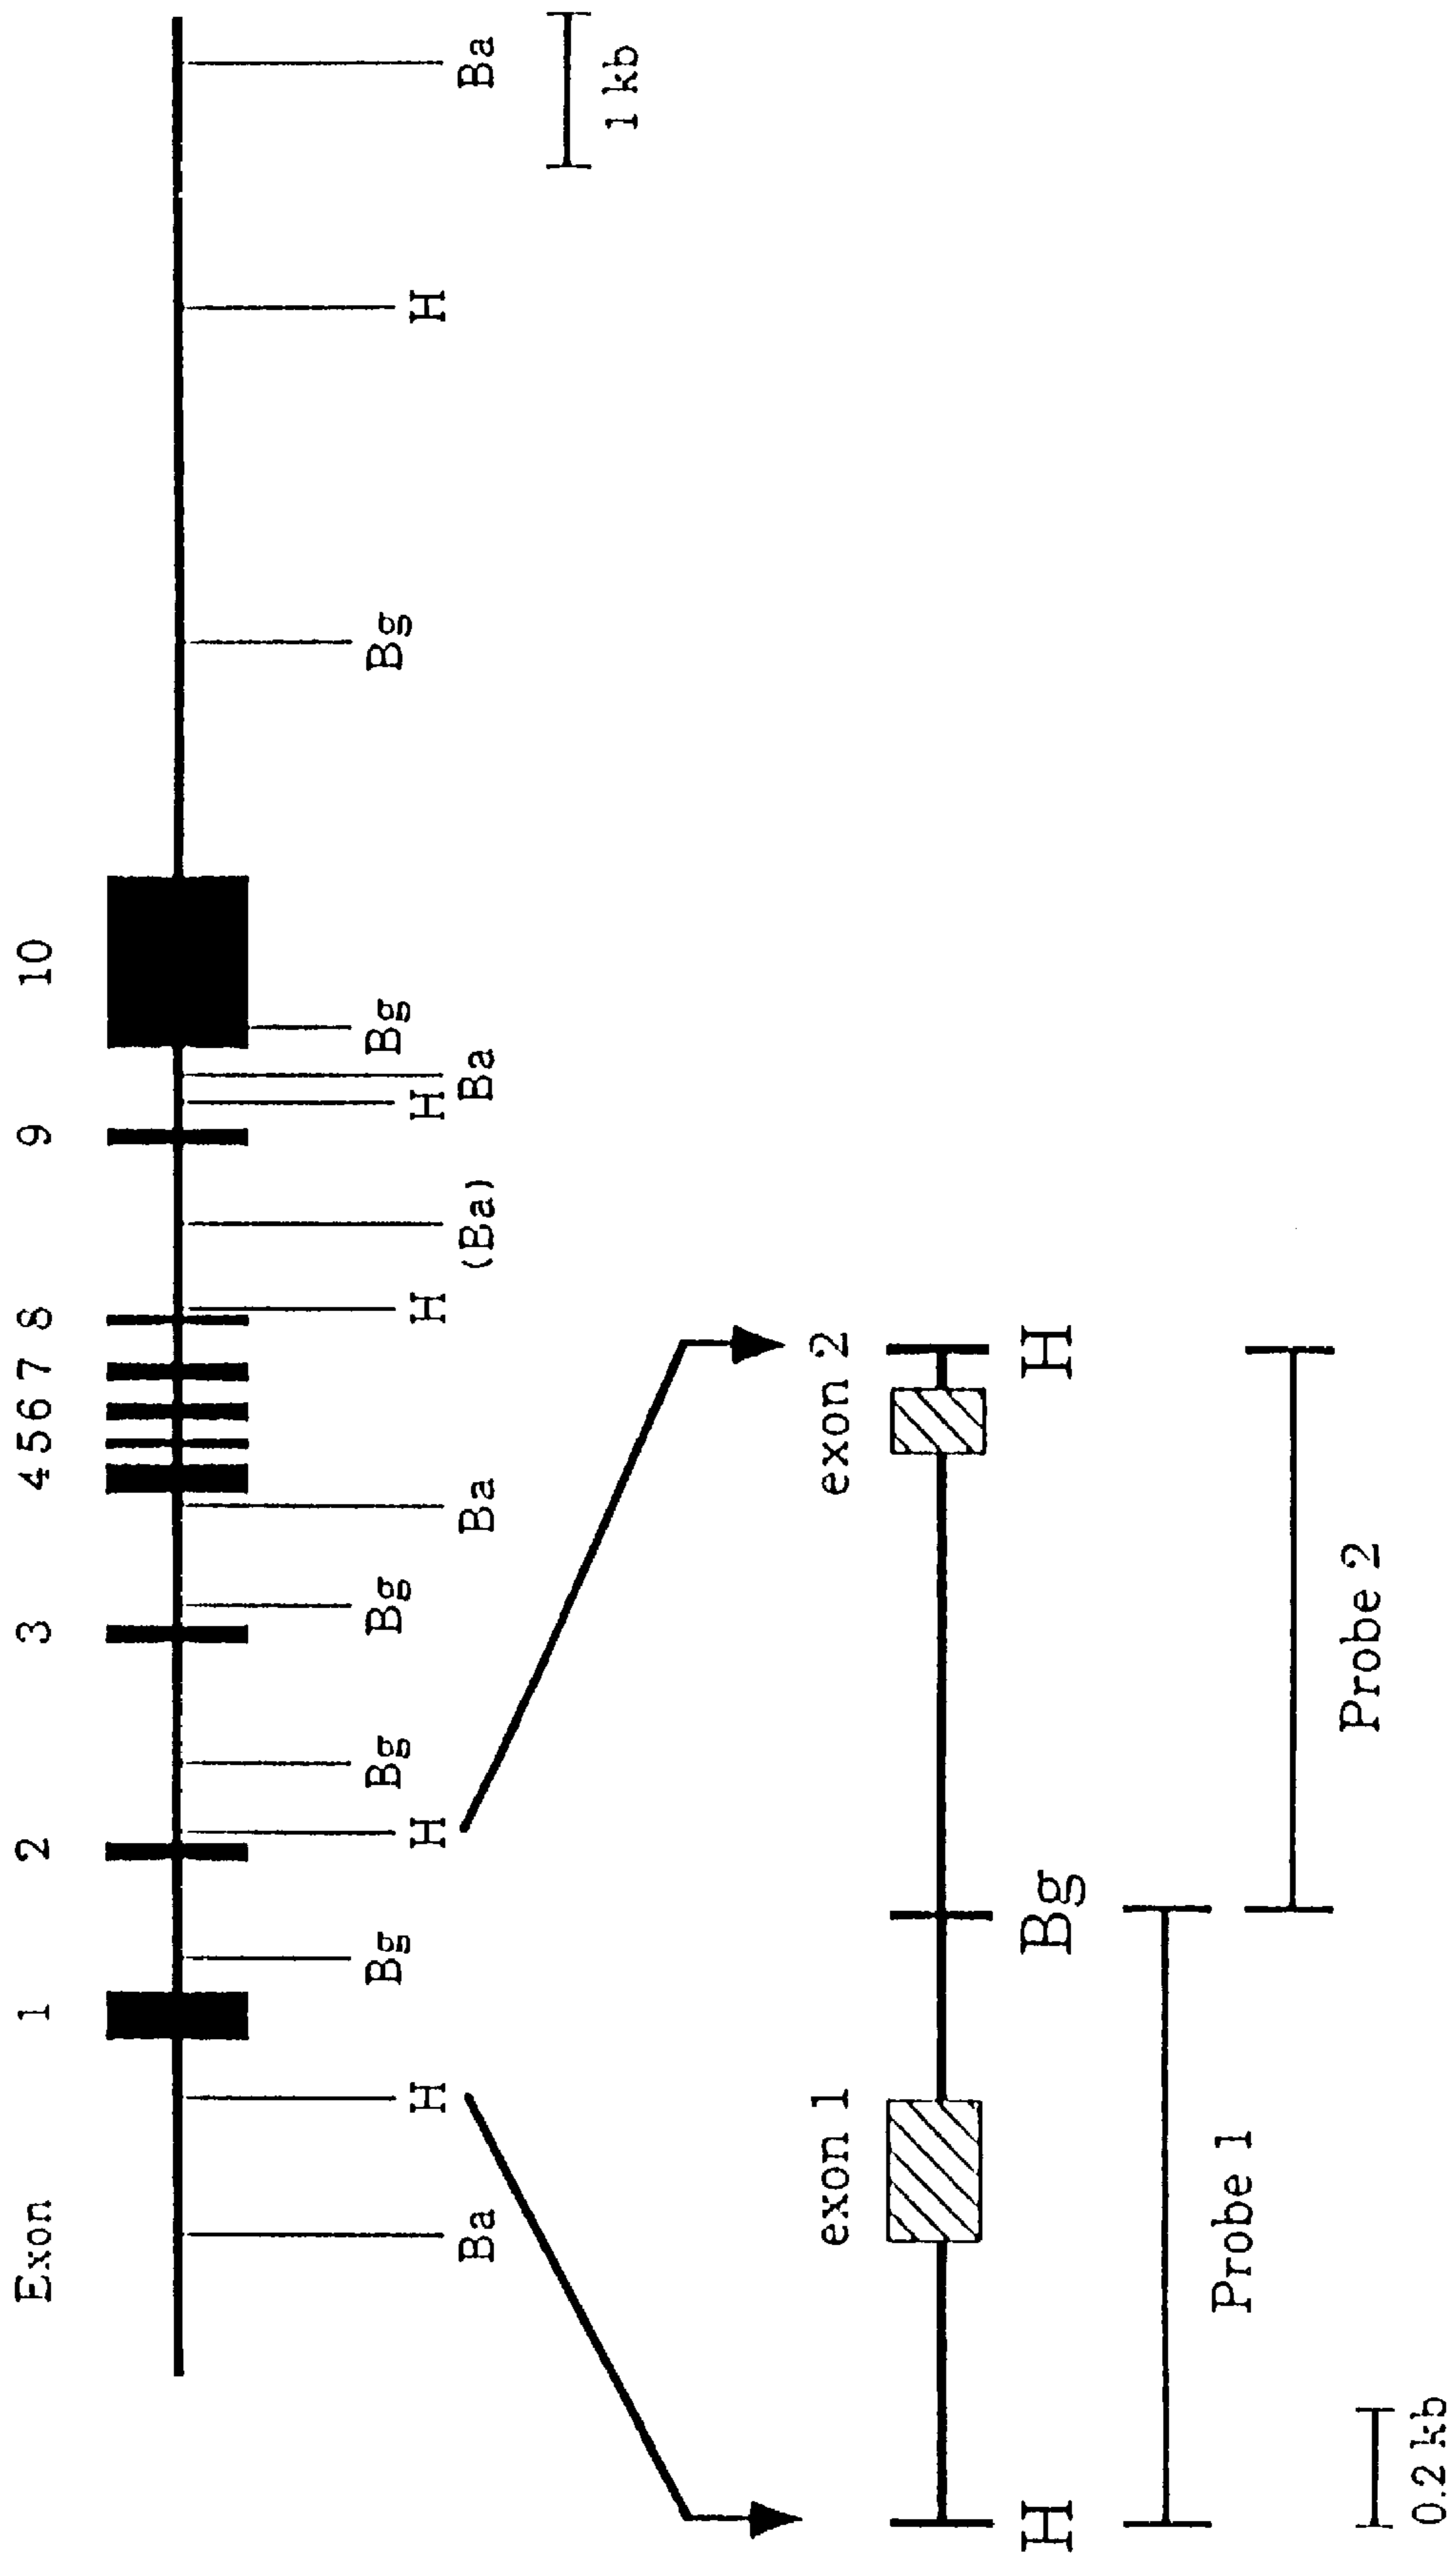 Exon 1 2 3 4 5 6 7 8 9 10
Bg Bg Bg Bg Bg
H H H H H
Ba Ba (Ba) Ba Ba
1 kb
exon 1 exon 2
H Bg H
Probe 1
Probe 2
0.2 kb